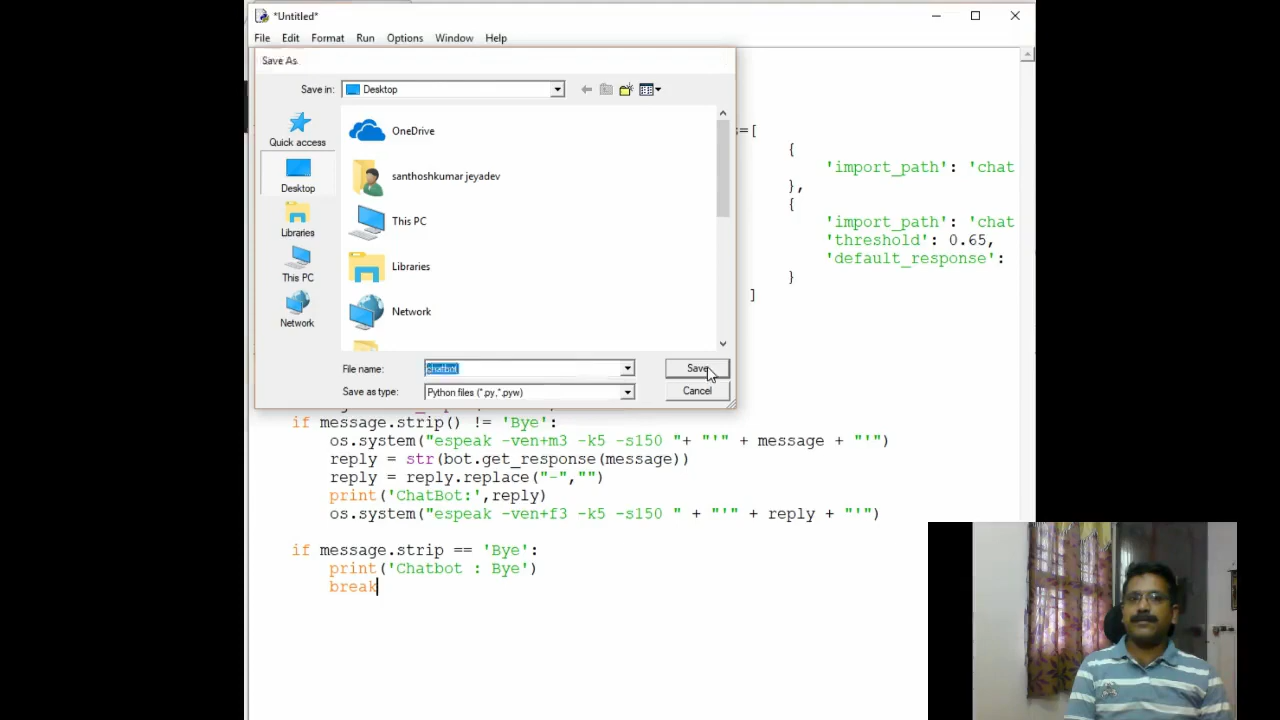 *Untitled*
File Edit Format Run Options Window Help
Save As
Save in: Desktop
Quick access
Desktop
Libraries
This PC
Network
OneDrive
santhoshkumar jeyadev
This PC
Libraries
Network
File name: chatbot Save
Save as type: Python files (*.py,*.pyw) Cancel
=[
{
'import_path': 'chat
},
{
'import_path': 'chat
'threshold': 0.65,
'default_response':
}
]
if message.strip() != 'Bye':
os.system("espeak -ven+m3 -k5 -s150 "+ "'" + message + "'")
reply = str(bot.get_response(message))
reply = reply.replace("-","")
print('ChatBot:',reply)
os.system("espeak -ven+f3 -k5 -s150 " + "'" + reply + "'")
if message.strip == 'Bye':
print('Chatbot : Bye')
break